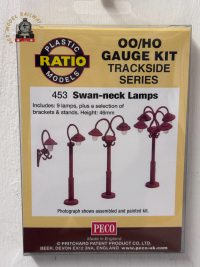 PLASTIC
RATIO
MODELS
OO/HO
GAUGE KIT
TRACKSIDE
SERIES
453 Swan-neck Lamps
Includes: 9 lamps, plus a selection of
brackets & stands. Height: 46mm
Photograph shows assembled and painted kit.
PECO
Made in England
© PRITCHARD PATENT PRODUCT CO. LTD.
BEER, DEVON EX12 3NA, ENGLAND www.peco-uk.com